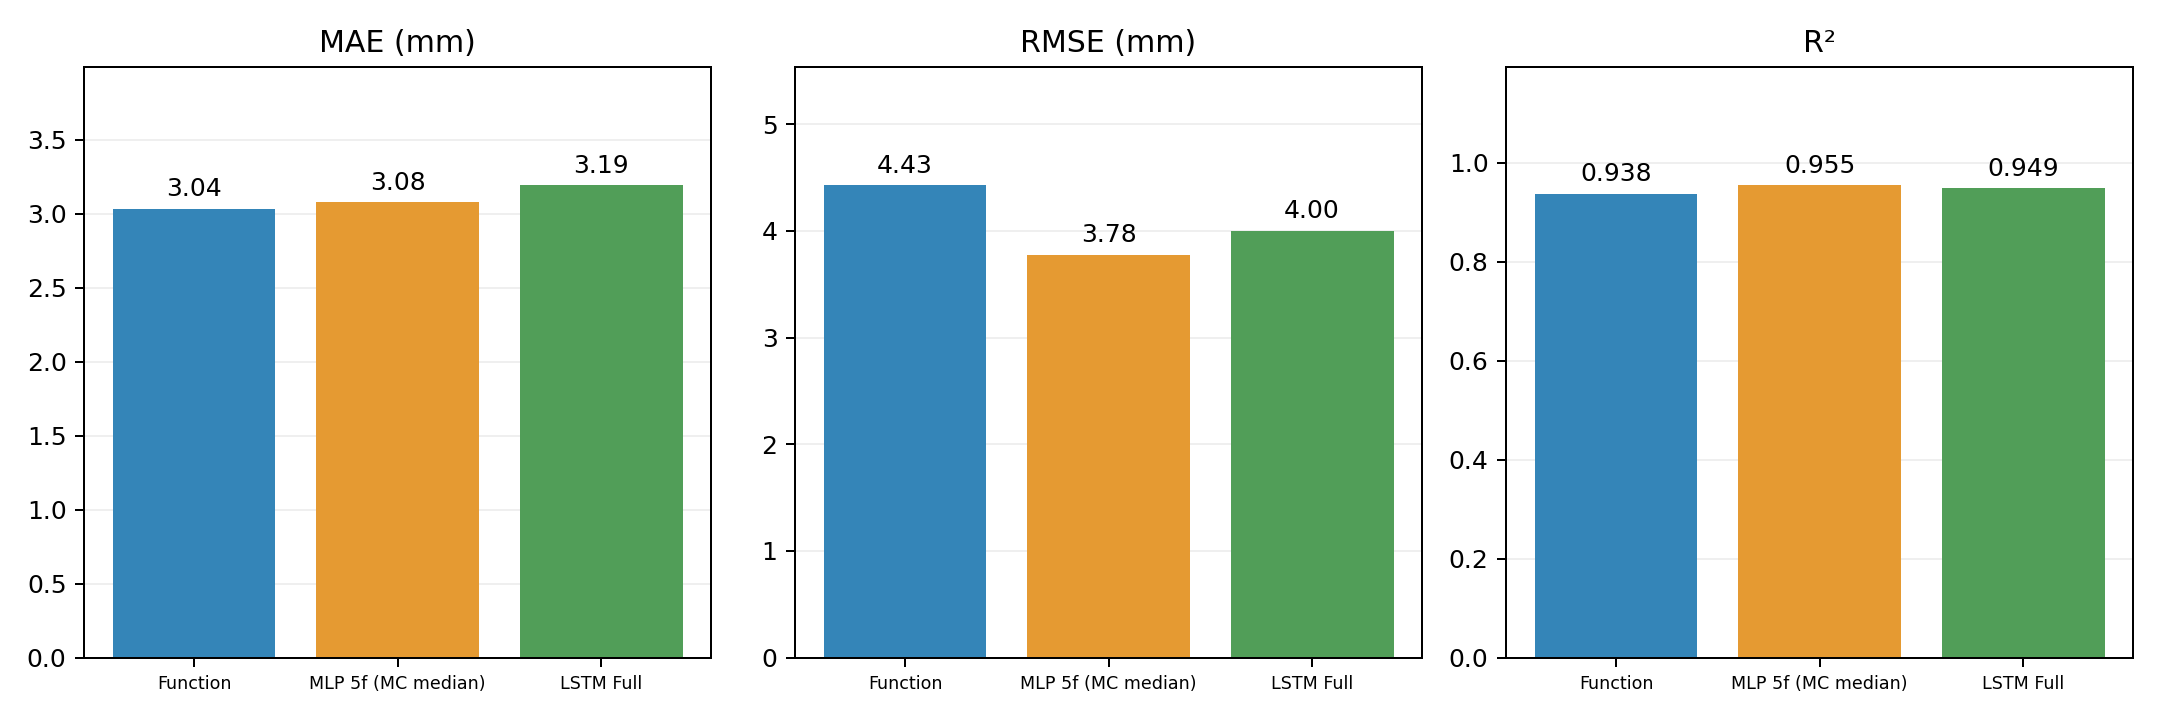 MAE (mm)
3.5
3.0
2.5
2.0
1.5
1.0
0.5
0.0
3.04
3.08
3.19
Function
MLP 5f (MC median)
LSTM Full
RMSE (mm)
5
4
3
2
1
0
4.43
3.78
4.00
Function
MLP 5f (MC median)
LSTM Full
R²
1.0
0.8
0.6
0.4
0.2
0.0
0.938
0.955
0.949
Function
MLP 5f (MC median)
LSTM Full